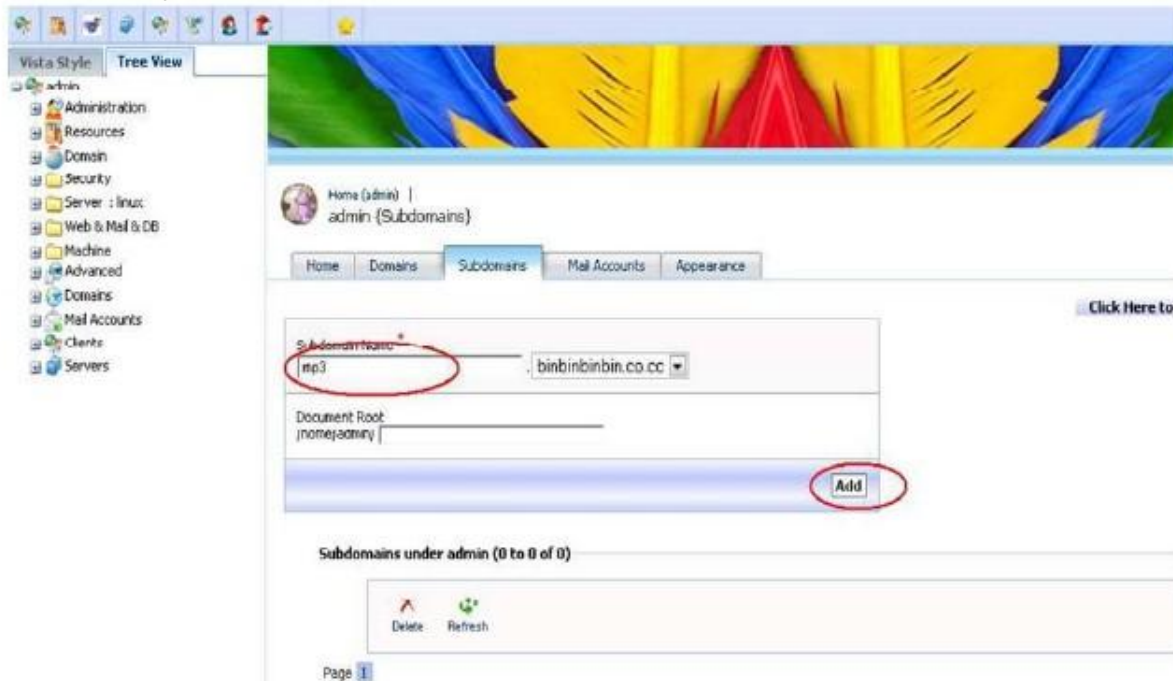 Vista Style Tree View
admin
Administration
Resources
Domain
Security
Server : linux
Web & Mail & DB
Machine
Advanced
Domains
Mail Accounts
Clients
Servers
Home (admin) |
admin {Subdomains}
Home Domains Subdomains Mail Accounts Appearance
Click Here to
Subdomain Name *
mp3 . binbinbinbin.co.cc
Document Root
/home/admin/
Add
Subdomains under admin (0 to 0 of 0)
Delete Refresh
Page 1